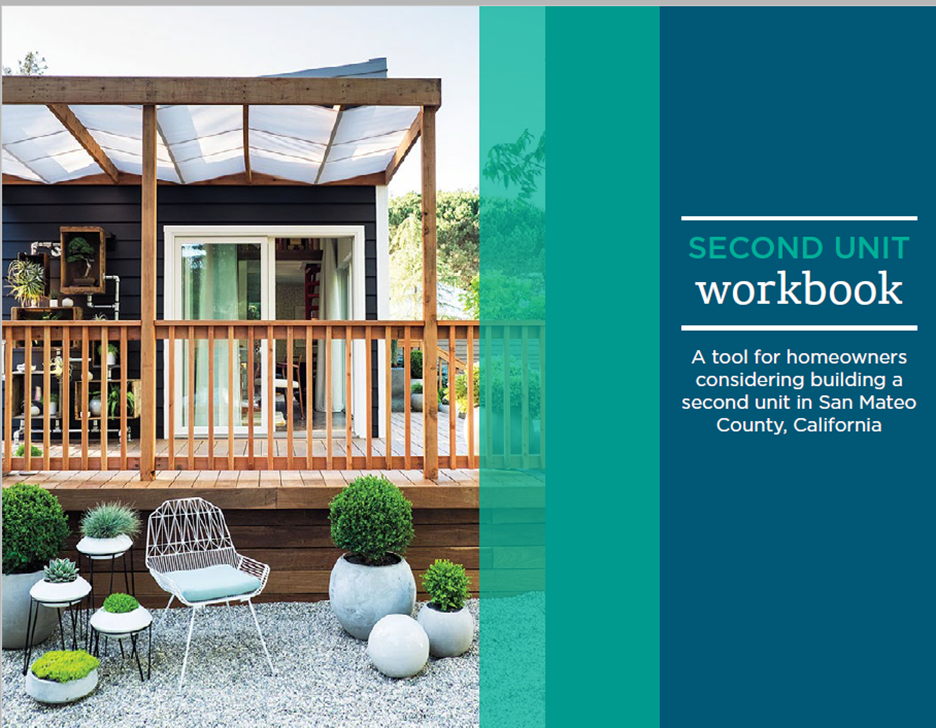 SECOND UNIT
workbook
A tool for homeowners
considering building a
second unit in San Mateo
County, California